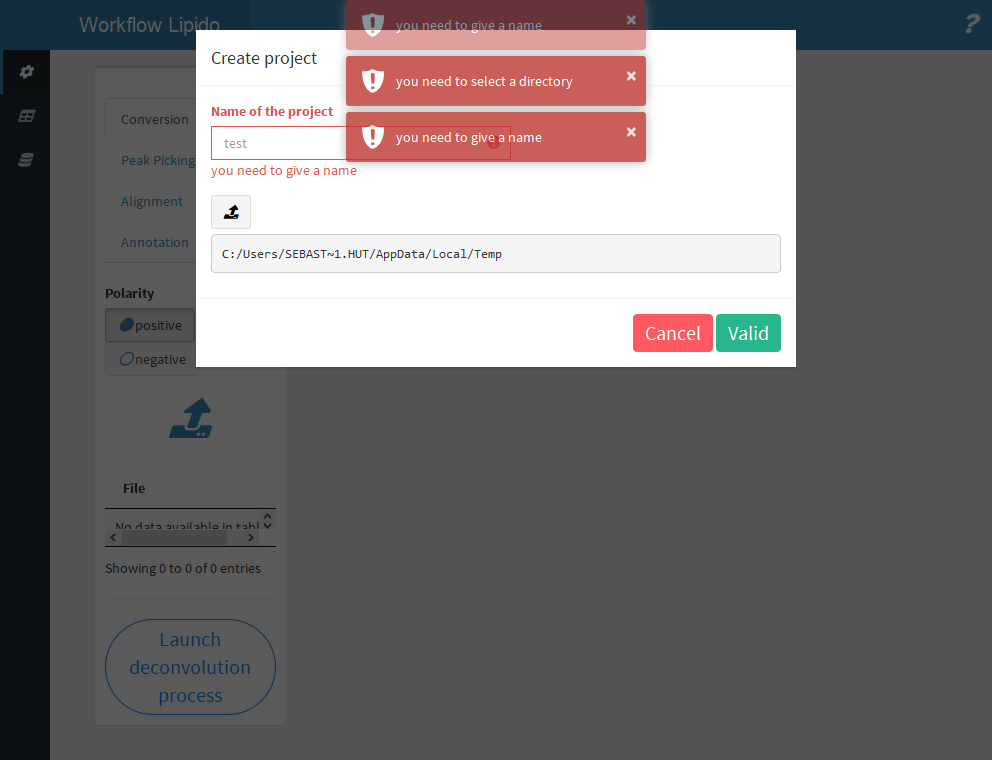 Workflow Lipido
you need to give a name
×
?
Create project
you need to select a directory
×
Name of the project
you need to give a name
×
test
you need to give a name
C:/Users/SEBAST~1.HUT/AppData/Local/Temp
Cancel
Valid
Conversion
Peak Picking
Alignment
Annotation
Polarity
positive
negative
File
No data available in tabl
Showing 0 to 0 of 0 entries
Launch
deconvolution
process